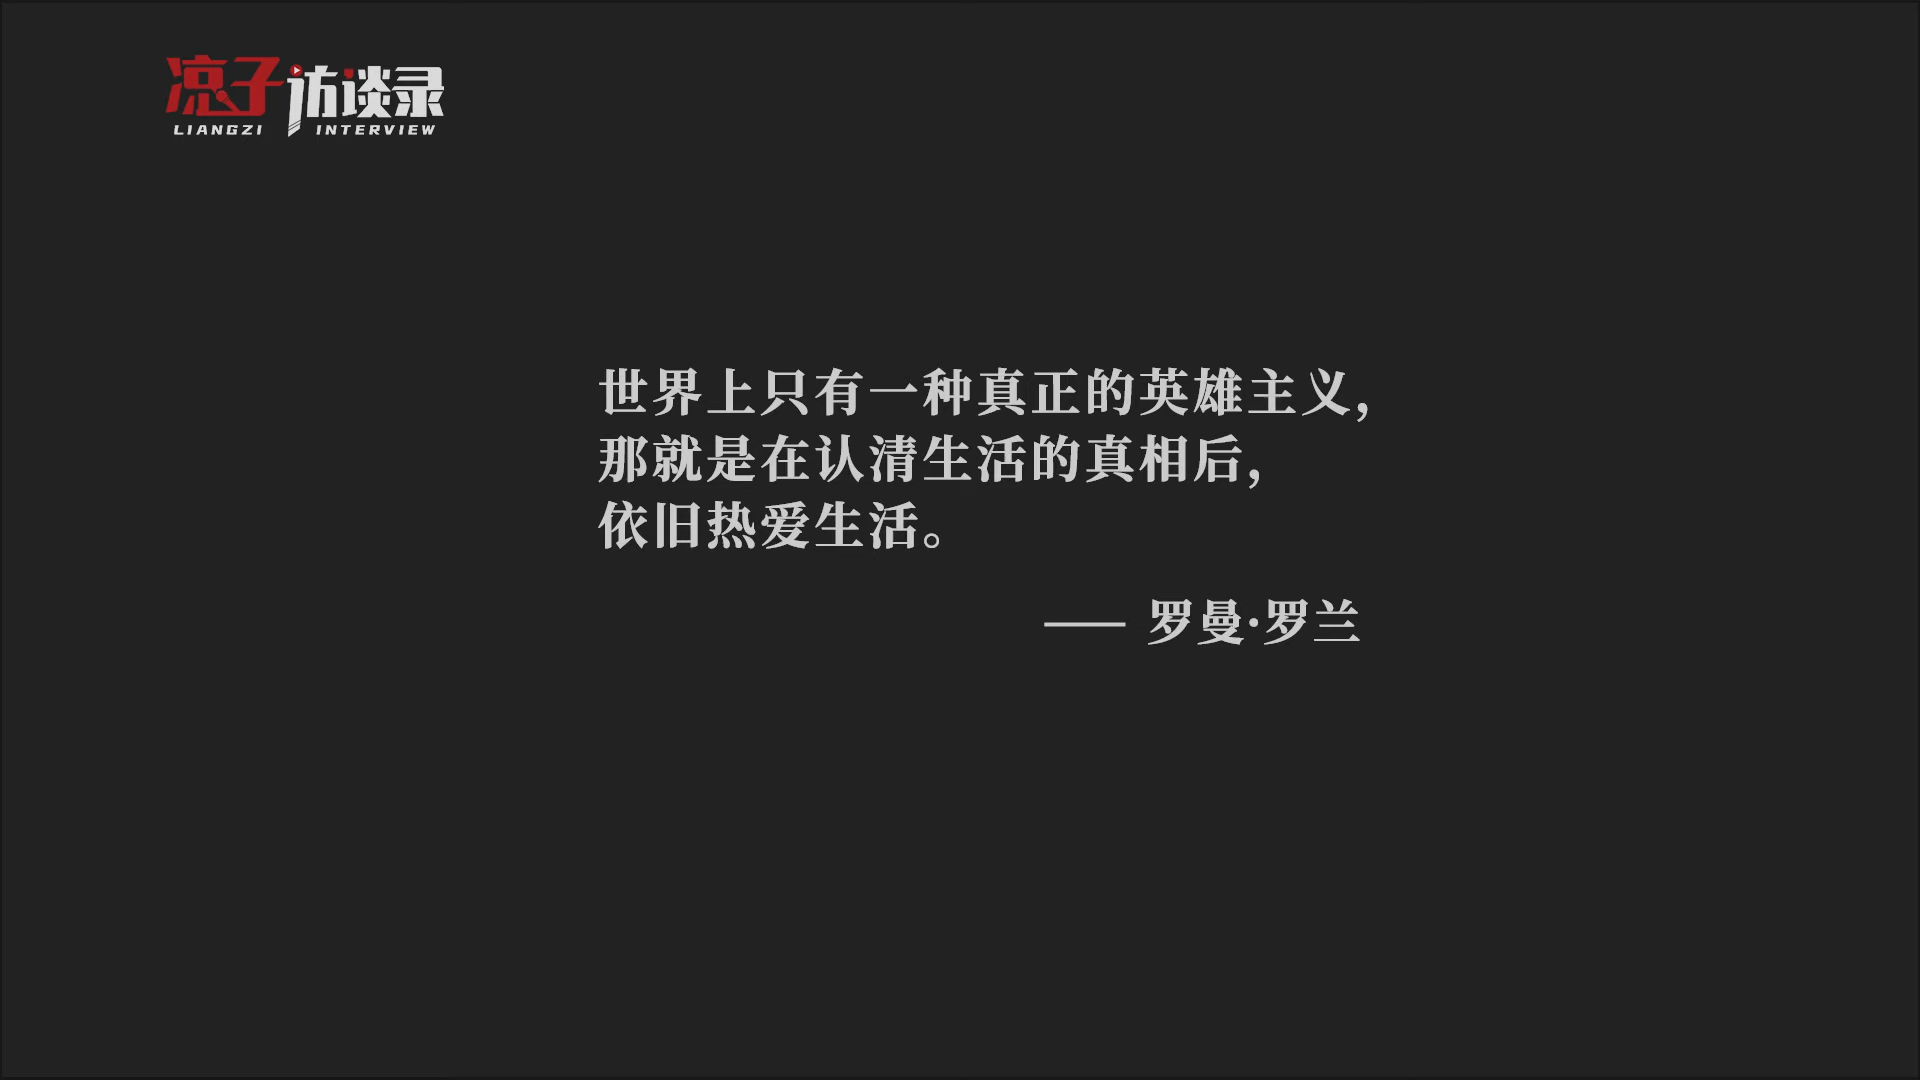 凉子访谈录
LIANGZI INTERVIEW
世界上只有一种真正的英雄主义，
那就是在认清生活的真相后，
依旧热爱生活。
—— 罗曼·罗兰